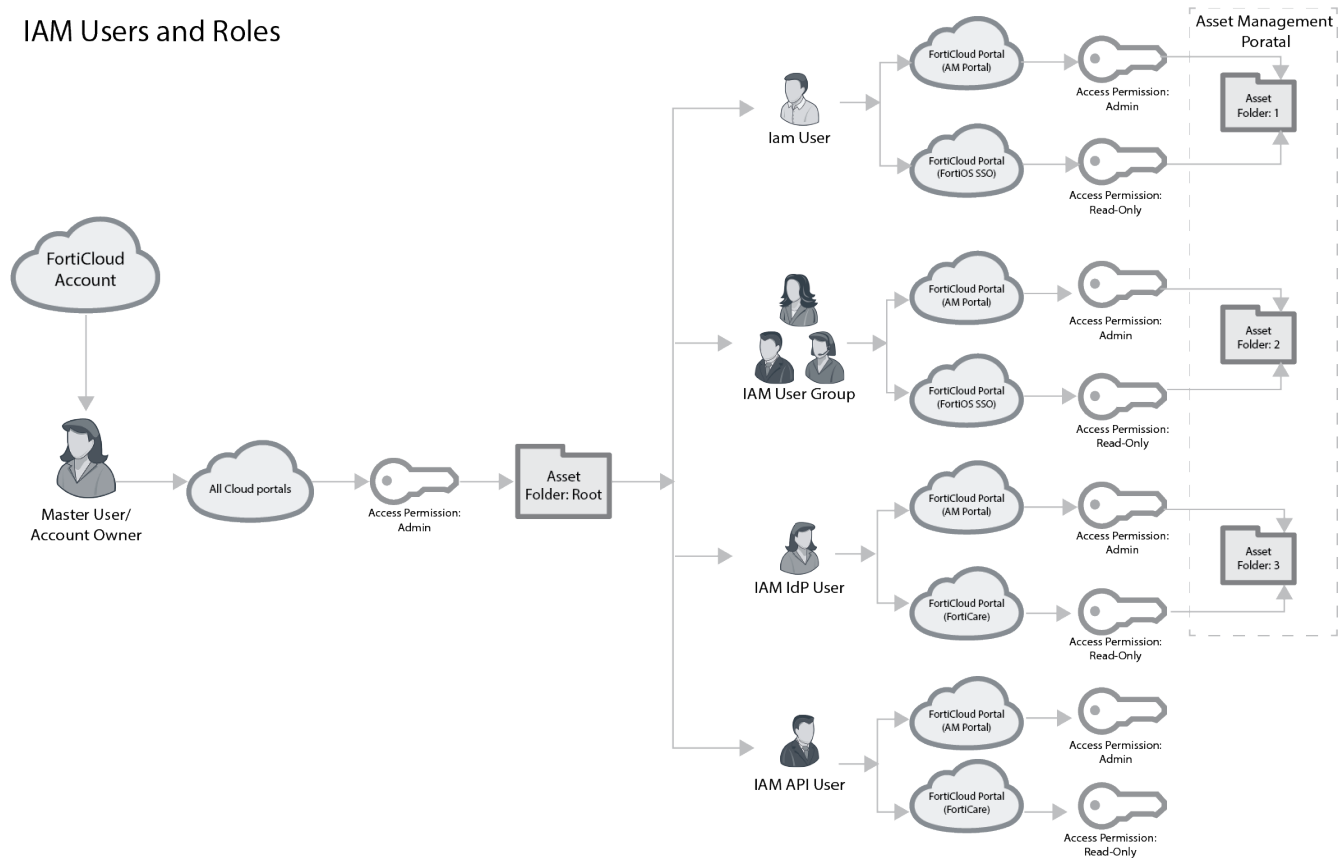 IAM Users and Roles
FortiCloud
Account
Master User/
Account Owner
All Cloud portals
Access Permission:
Admin
Asset
Folder: Root
Iam User
FortiCloud Portal
(AM Portal)
Access Permission:
Admin
FortiCloud Portal
(FortiOS SSO)
Access Permission:
Read-Only
IAM User Group
FortiCloud Portal
(AM Portal)
Access Permission:
Admin
FortiCloud Portal
(FortiOS SSO)
Access Permission:
Read-Only
IAM IdP User
FortiCloud Portal
(AM Portal)
Access Permission:
Admin
FortiCloud Portal
(FortiCare)
Access Permission:
Read-Only
IAM API User
FortiCloud Portal
(AM Portal)
Access Permission:
Admin
FortiCloud Portal
(FortiCare)
Access Permission:
Read-Only
Asset Management
Poratal
Asset
Folder: 1
Asset
Folder: 2
Asset
Folder: 3